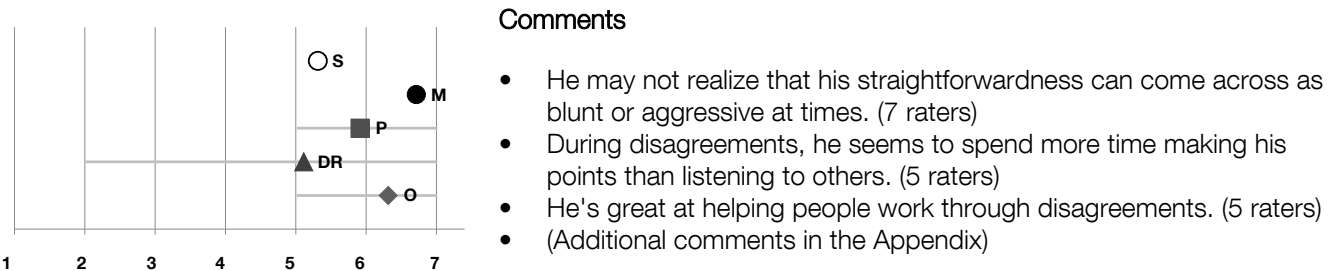 S
M
P
DR
O
1 2 3 4 5 6 7
Comments
• He may not realize that his straightforwardness can come across as
blunt or aggressive at times. (7 raters)
• During disagreements, he seems to spend more time making his
points than listening to others. (5 raters)
• He's great at helping people work through disagreements. (5 raters)
• (Additional comments in the Appendix)